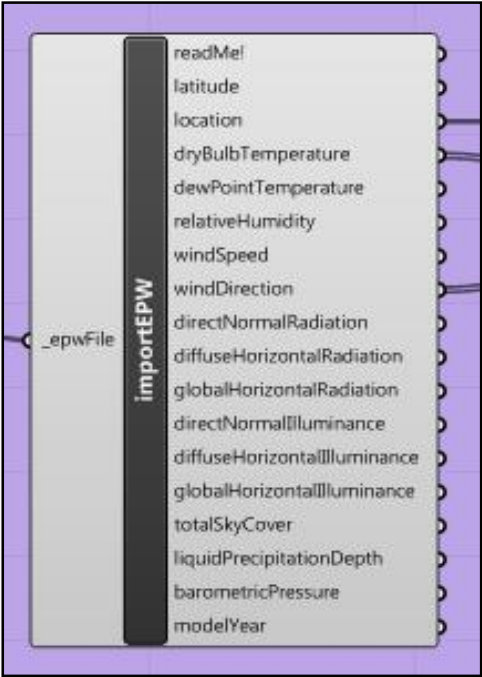 readMe!
latitude
location
dryBulbTemperature
dewPointTemperature
relativeHumidity
windSpeed
windDirection
directNormalRadiation
_epwFile
importEPW
diffuseHorizontalRadiation
globalHorizontalRadiation
directNormalIlluminance
diffuseHorizontalIlluminance
globalHorizontalIlluminance
totalSkyCover
liquidPrecipitationDepth
barometricPressure
modelYear